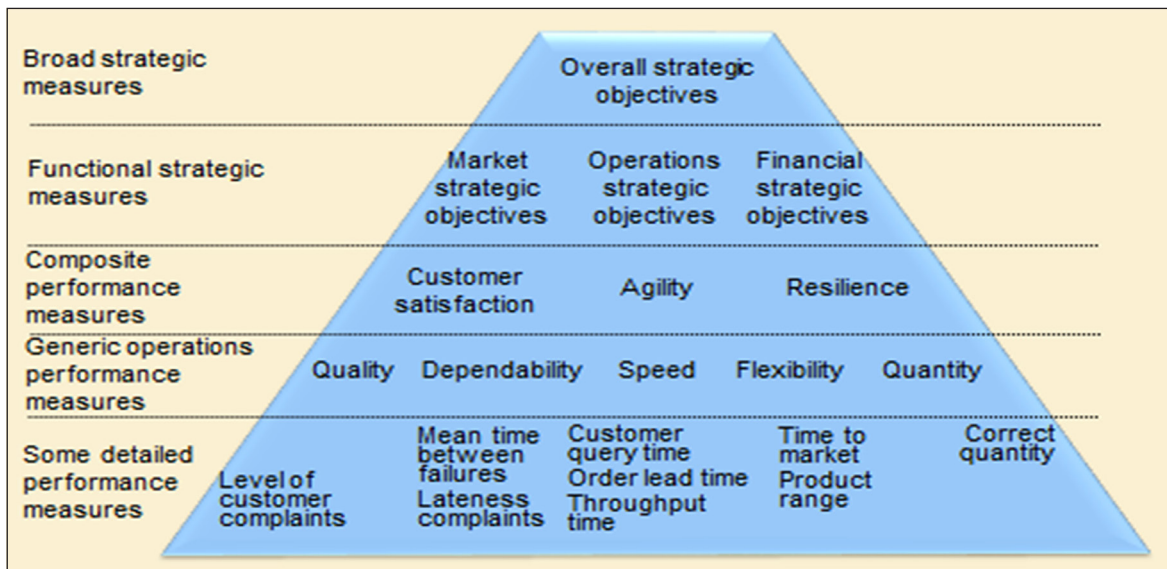 Broad strategic
measures
Overall strategic
objectives
Functional strategic
measures
Market
strategic
objectives
Operations
strategic
objectives
Financial
strategic
objectives
Composite
performance
measures
Customer
satisfaction
Agility
Resilience
Generic operations
performance
measures
Quality
Dependability
Speed
Flexibility
Quantity
Some detailed
performance
measures
Level of
customer
complaints
Mean time
between
failures
Lateness
complaints
Customer
query time
Order lead time
Throughput
time
Time to
market
Product
range
Correct
quantity